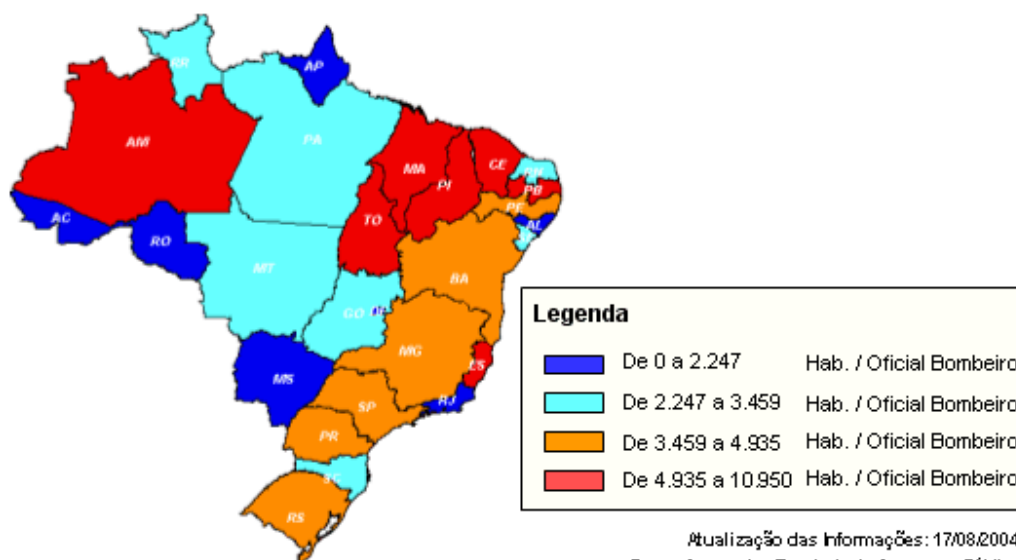 RR
AP
AM
PA
MA
CE
RN
PI
PB
PE
TO
AC
AL
RO
MT
BA
GO
DF
MG
ES
MS
SP
RJ
PR
SC
RS
Legenda
De 0 a 2.247 Hab. / Oficial Bombeiro
De 2.247 a 3.459 Hab. / Oficial Bombeiro
De 3.459 a 4.935 Hab. / Oficial Bombeiro
De 4.935 a 10.950 Hab. / Oficial Bombeiro
Atualização das Informações: 17/08/2004